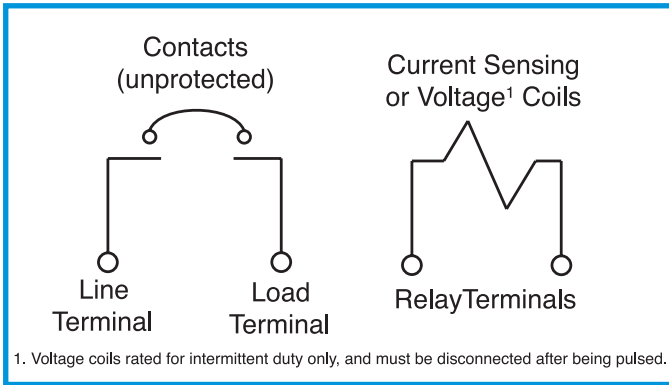 Contacts
(unprotected)
Current Sensing
or Voltage¹ Coils
Line
Terminal
Load
Terminal
RelayTerminals
1. Voltage coils rated for intermittent duty only, and must be disconnected after being pulsed.